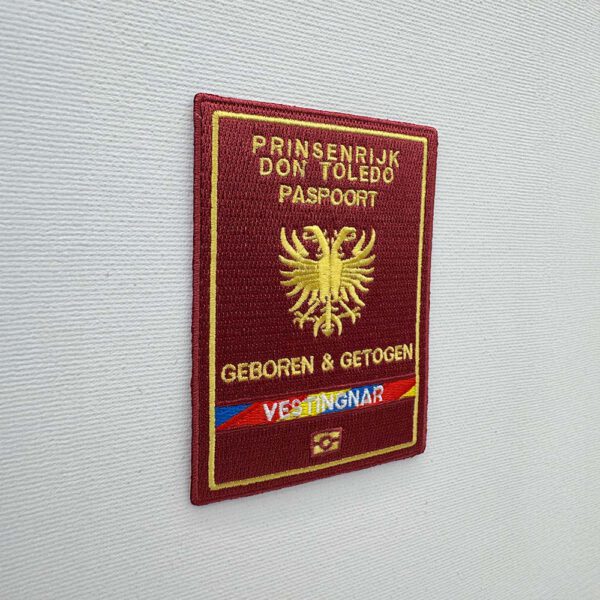 PRINSENRIJK
DON TOLEDO
PASPOORT
GEBOREN & GETOGEN
VESTINGNAR